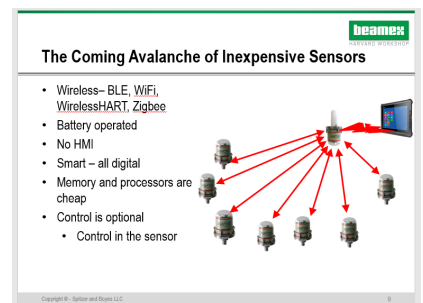 beamex
HARVARD WORKSHOP
The Coming Avalanche of Inexpensive Sensors
• Wireless– BLE, WiFi,
WirelessHART, Zigbee
• Battery operated
• No HMI
• Smart – all digital
• Memory and processors are
cheap
• Control is optional
• Control in the sensor
Copyright © - Spitzer and Boyes LLC